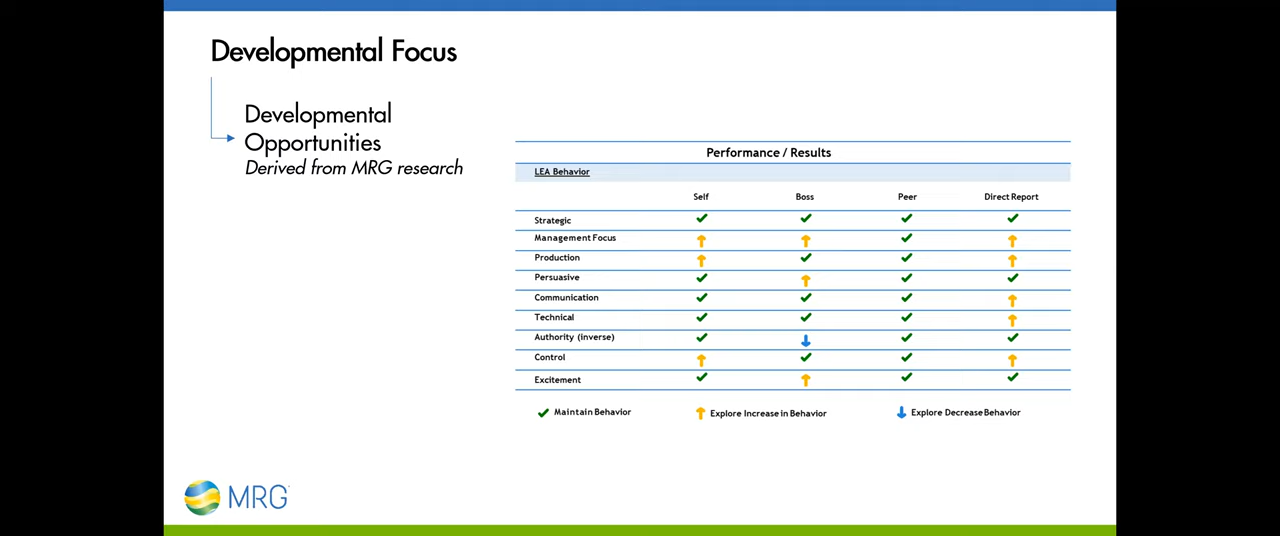 Developmental Focus
Developmental
Opportunities
Derived from MRG research
Performance / Results
LEA Behavior
Self Boss Peer Direct Report
Strategic
Management Focus
Production
Persuasive
Communication
Technical
Authority (inverse)
Control
Excitement
Maintain Behavior Explore Increase in Behavior Explore Decrease Behavior
MRG